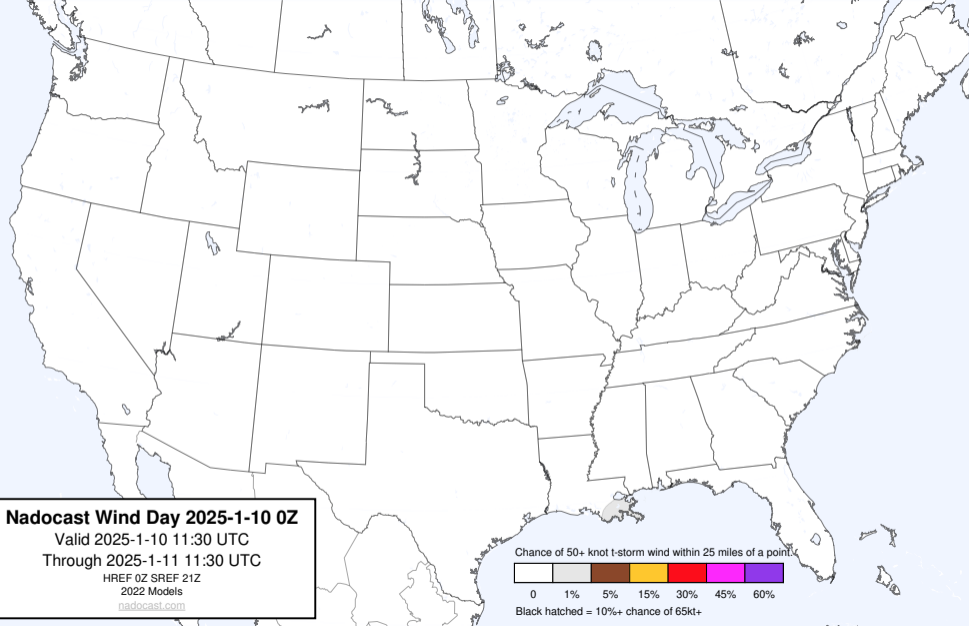 Nadocast Wind Day 2025-1-10 0Z
Valid 2025-1-10 11:30 UTC
Through 2025-1-11 11:30 UTC
HREF 0Z SREF 21Z
2022 Models
nadocast.com
Chance of 50+ knot t-storm wind within 25 miles of a point.
0 1% 5% 15% 30% 45% 60%
Black hatched = 10%+ chance of 65kt+